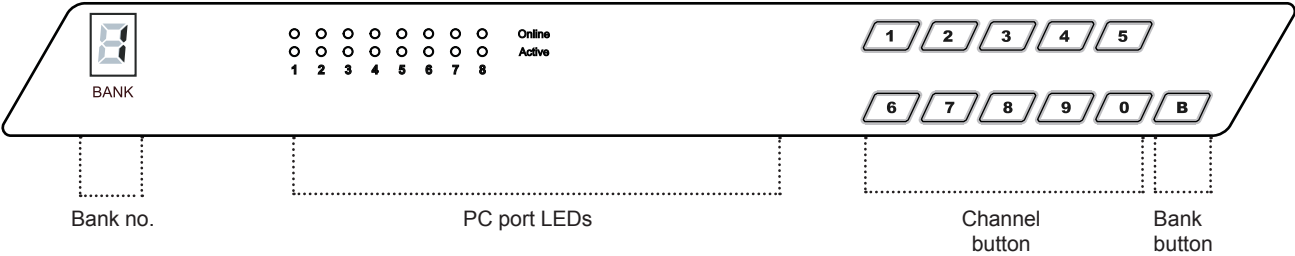 1
BANK
Online
Active
1 2 3 4 5 6 7 8
1 2 3 4 5
6 7 8 9 0 B
Bank no.
PC port LEDs
Channel
button
Bank
button